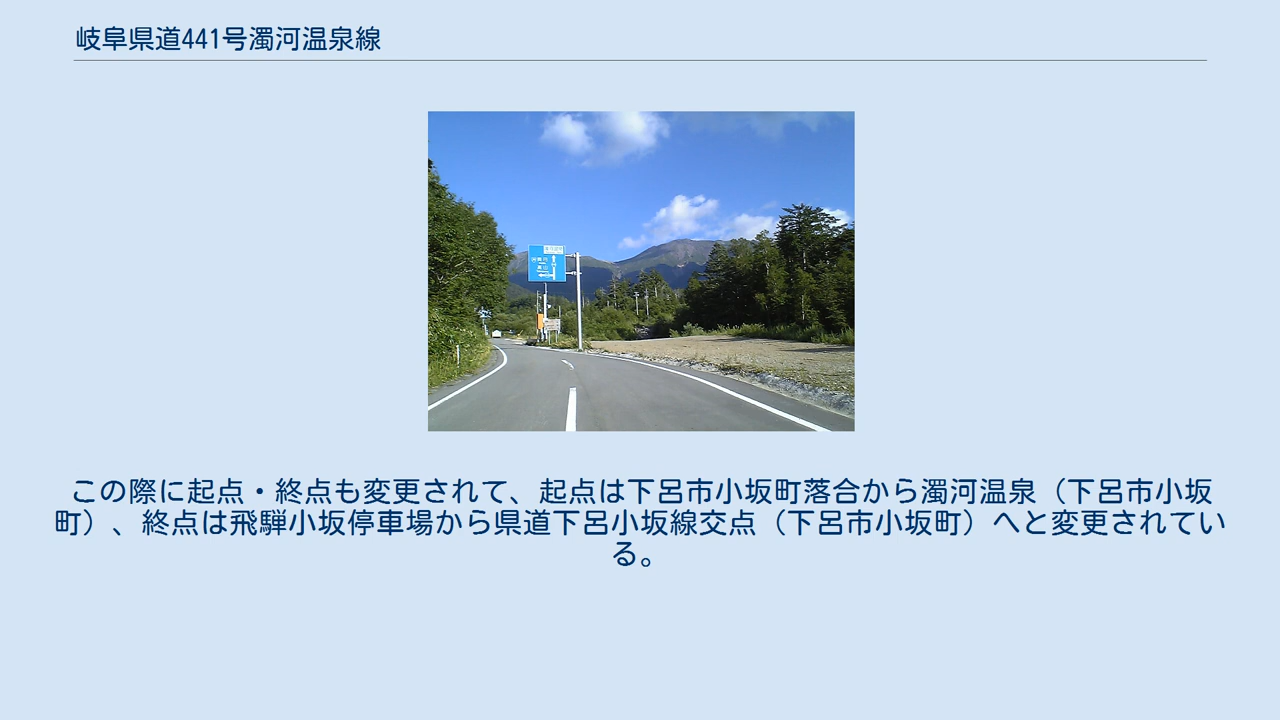 岐阜県道441号濁河温泉線
この際に起点・終点も変更されて、起点は下呂市小坂町落合から濁河温泉（下呂市小坂
町）、終点は飛騨小坂停車場から県道下呂小坂線交点（下呂市小坂町）へと変更されてい
る。